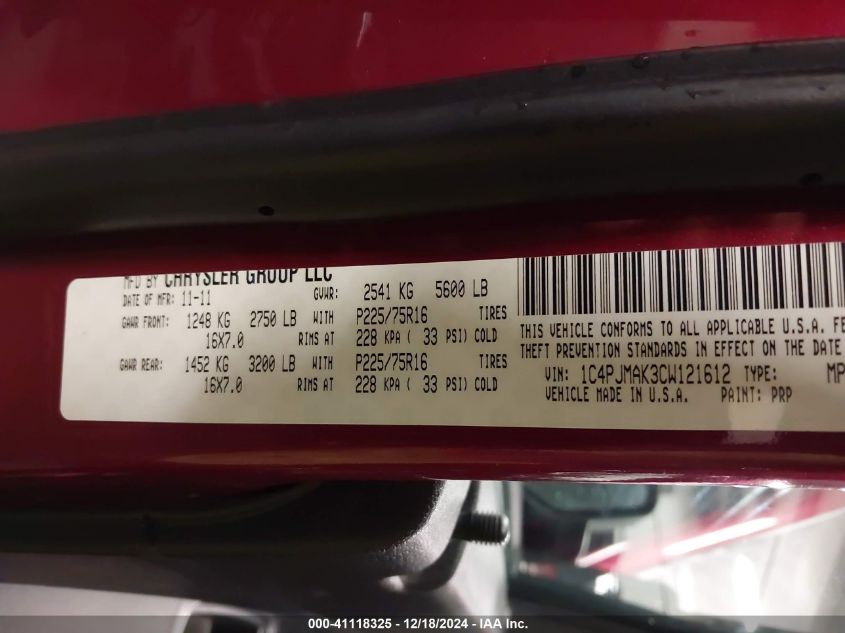 MFD BY CHRYSLER GROUP LLC
DATE OF MFR: 11-11 GVWR: 2541 KG 5600 LB
GAWR FRONT: 1248 KG 2750 LB WITH P225/75R16 TIRES
16X7.0 RIMS AT 228 KPA ( 33 PSI) COLD
GAWR REAR: 1452 KG 3200 LB WITH P225/75R16 TIRES
16X7.0 RIMS AT 228 KPA ( 33 PSI) COLD
THIS VEHICLE CONFORMS TO ALL APPLICABLE U.S.A. FE
THEFT PREVENTION STANDARDS IN EFFECT ON THE DATE
VIN: 1C4PJMAK3CW121612 TYPE: MP
VEHICLE MADE IN U.S.A. PAINT: PRP
000-41118325 - 12/18/2024 - IAA Inc.